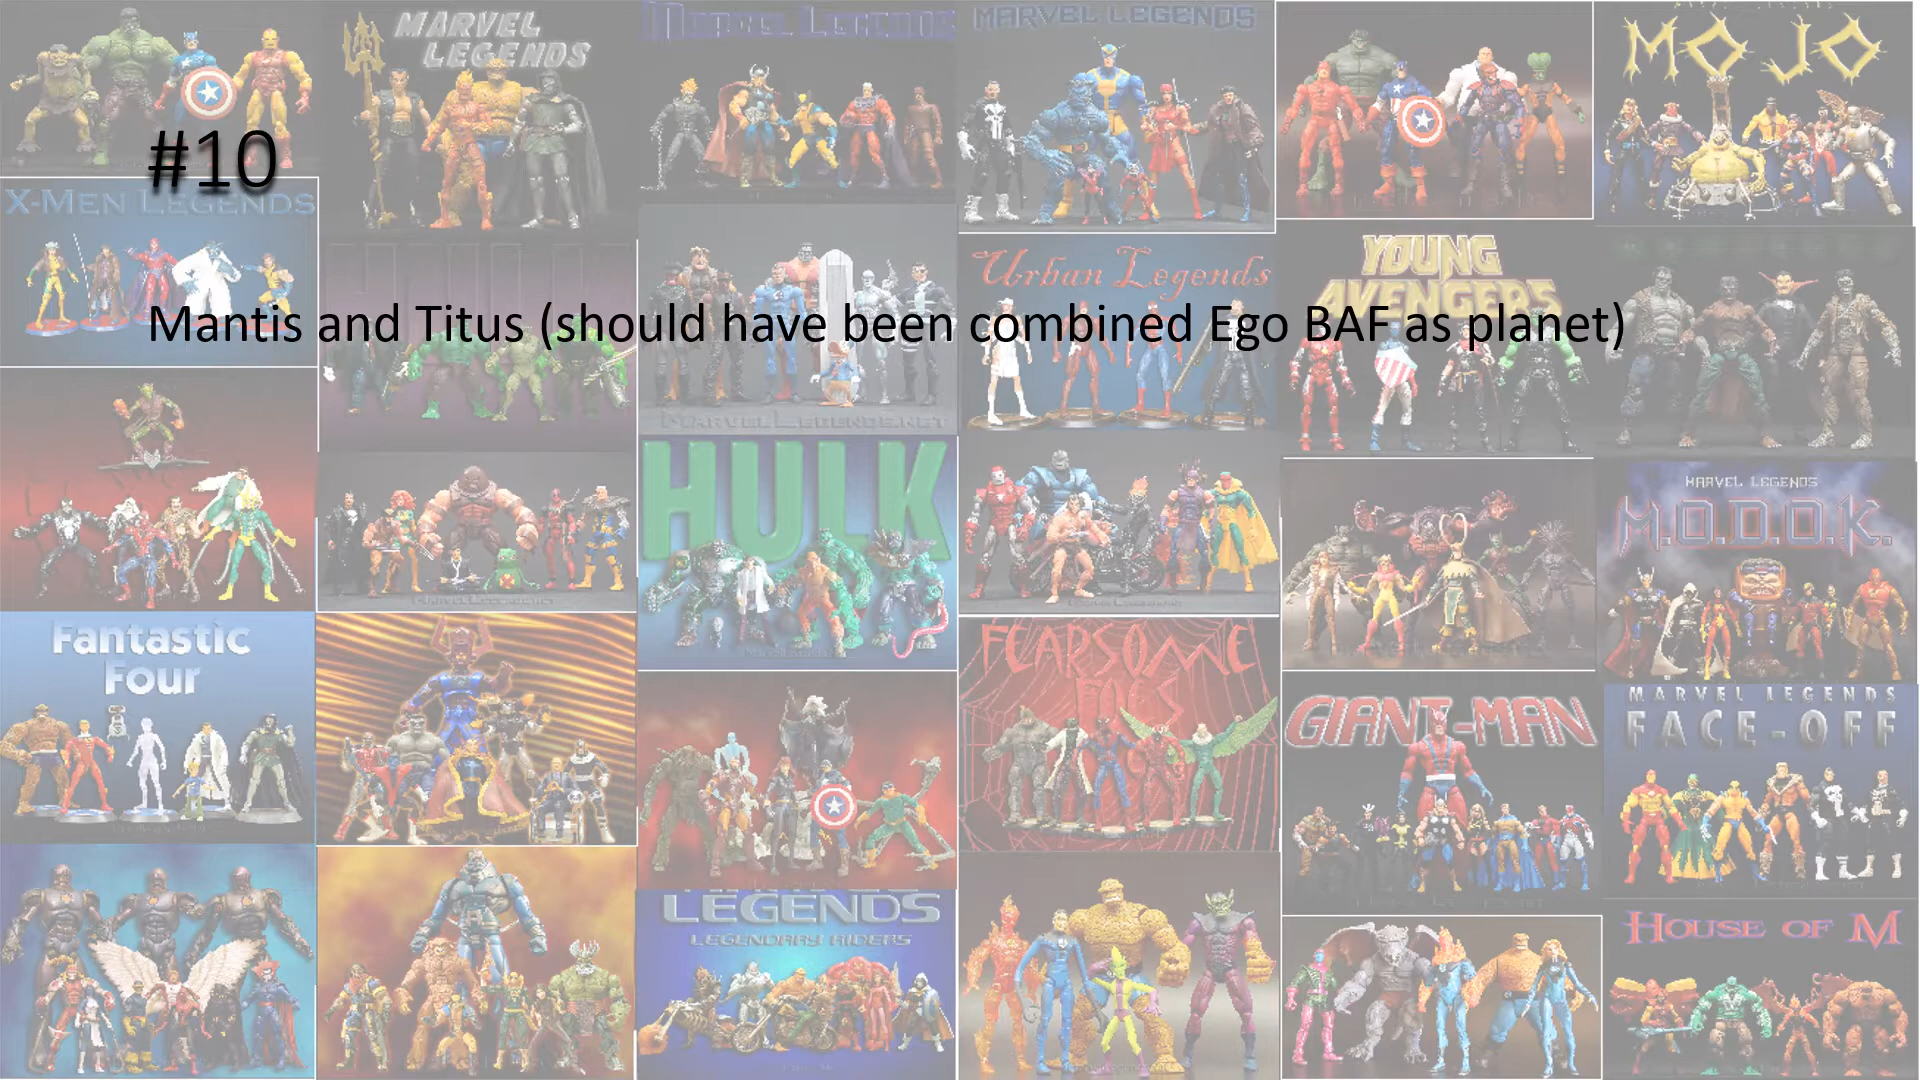 #10
Mantis and Titus (should have been combined Ego BAF as planet)
MARVEL
LEGENDS
MARVEL LEGENDS
MARVEL LEGENDS
MOJO
X-MEN LEGENDS
MARVELLEGENDS.NET
Urban Legends
YOUNG
AVENGERS
HULK
MARVEL LEGENDS
M.O.D.O.K.
Fantastic
Four
FEARSOME
FOES
GIANT-MAN
MARVEL LEGENDS
FACE-OFF
LEGENDS
LEGENDARY RIDERS
HOUSE OF M